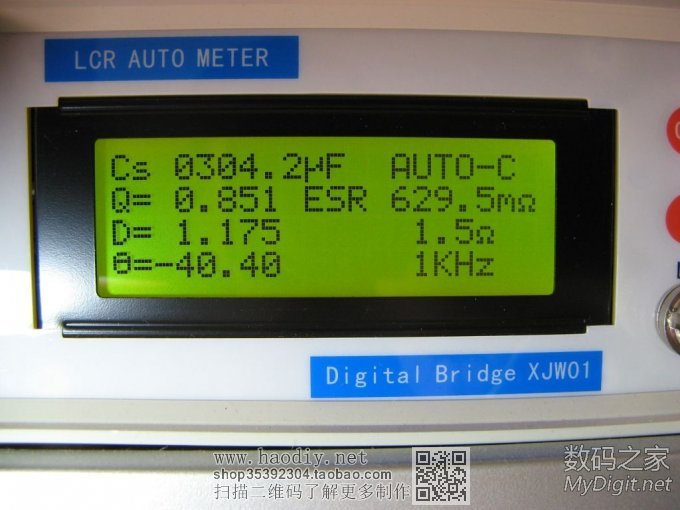 LCR AUTO METER
Cs 0304.2µF AUTO-C
Q= 0.851 ESR 629.5mΩ
D= 1.175 1.5Ω
θ=-40.40 1KHz
Digital Bridge XJW01
www.haodiy.net
shop35392304.taobao.com
扫描二维码了解更多制作
数码之家
MyDigit.net